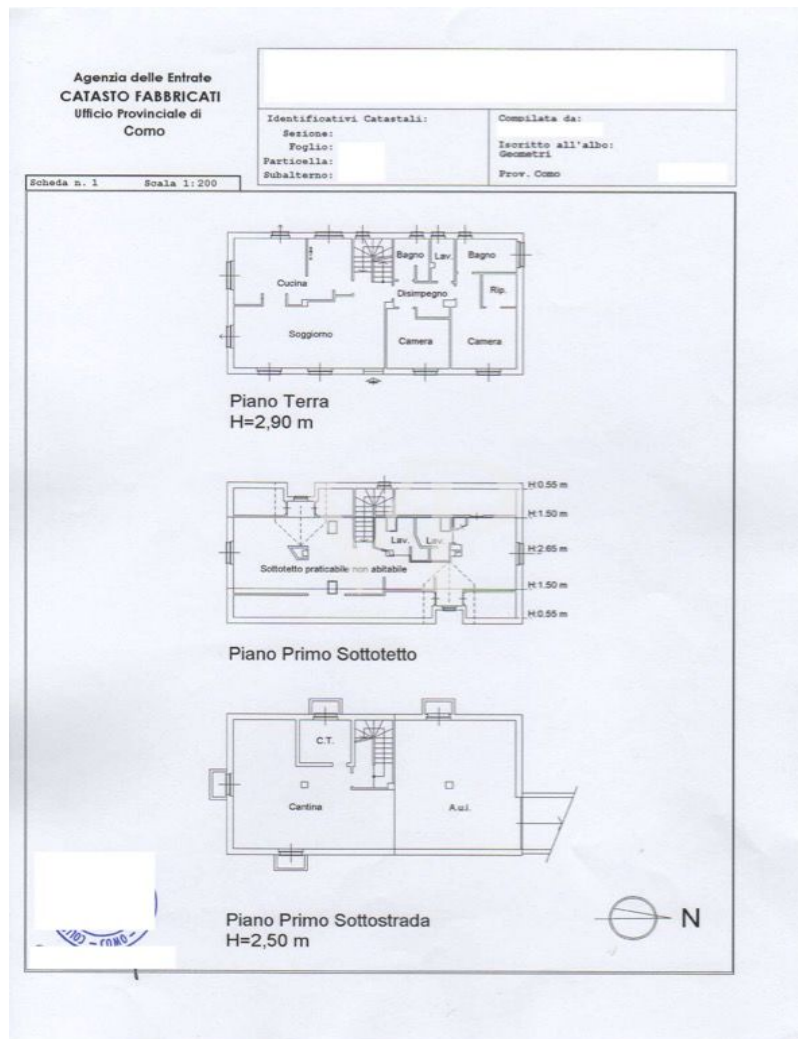 Agenzia delle Entrate
CATASTO FABBRICATI
Ufficio Provinciale di
Como
Identificativi Catastali:
Sezione:
Foglio:
Particella:
Subalterno:
Compilata da:
Iscritto all'albo:
Geometri
Prov. Como
Scheda n. 1 Scala 1:200
Bagno Lav. Bagno
Cucina
Disimpegno
Rip.
Soggiorno
Camera
Camera
Piano Terra
H=2,90 m
H:0.55 m
H:1.50 m
Lav. Lav.
H:2.65 m
Sottotetto praticabile non abitabile
H:1.50 m
H:0.55 m
Piano Primo Sottotetto
C.T.
Cantina
A.u.i.
COMO
Piano Primo Sottostrada
H=2,50 m
N